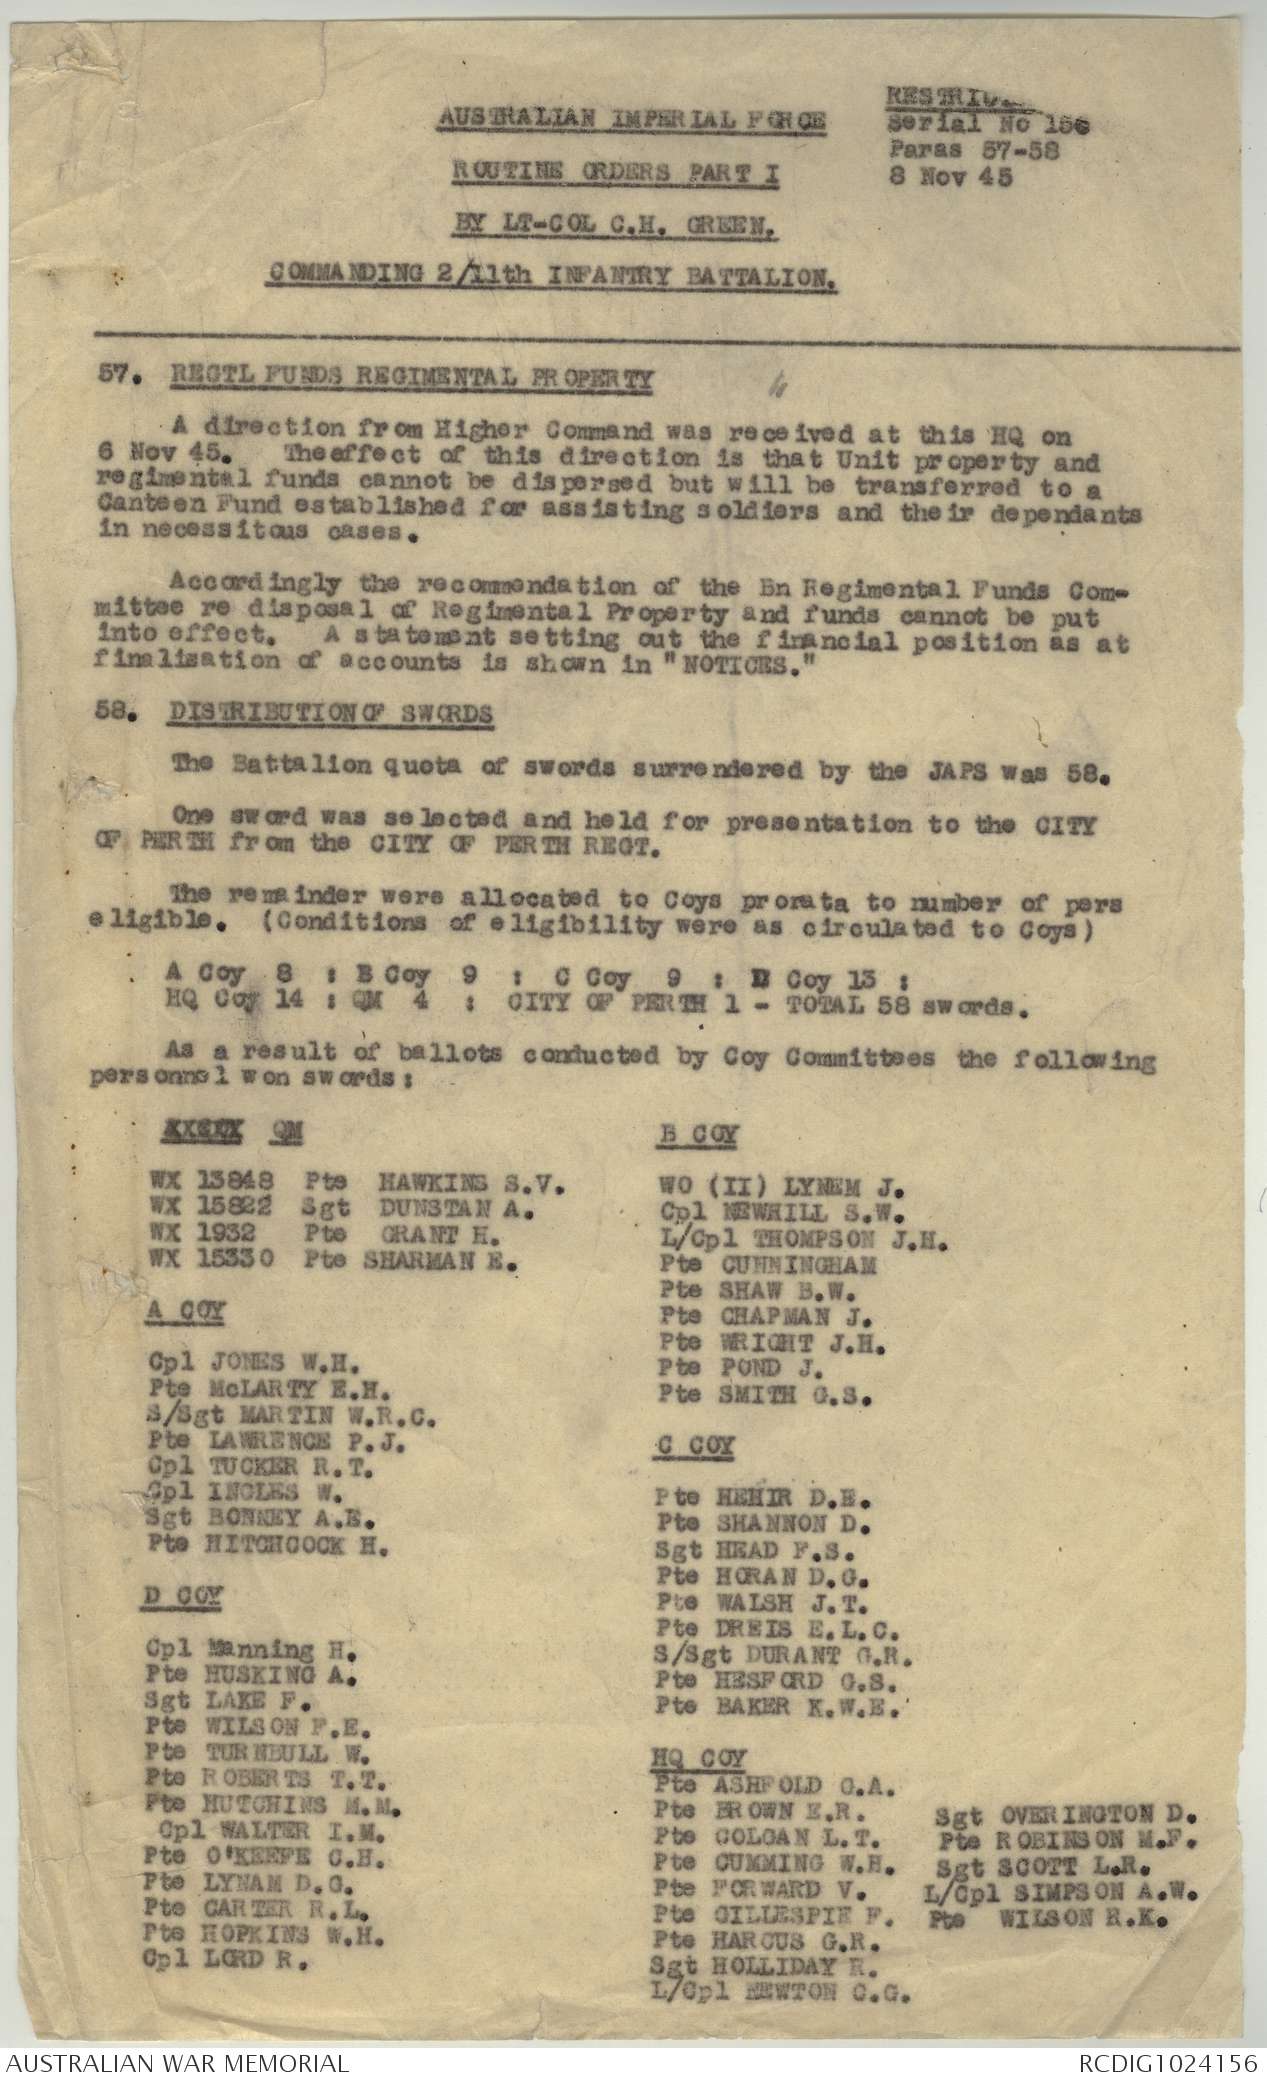 RESTRIC
AUSTRALIAN IMPERIAL FORCE
Serial No 156
ROUTINE ORDERS PART I
Paras 57-58
8 Nov 45
BY LT-COL C.H. GREEN.
COMMANDING 2/11th INFANTRY BATTALION.
57. REGTL FUNDS REGIMENTAL PROPERTY
A direction from Higher Command was received at this HQ on
6 Nov 45. Theeffect of this direction is that Unit property and
regimental funds cannot be dispersed but will be transferred to a
Canteen Fund established for assisting soldiers and their dependants
in necessitous cases.
Accordingly the recommendation of the Bn Regimental Funds Com-
mittee re disposal of Regimental Property and funds cannot be put
into effect. A statement setting out the financial position as at
finalisation of accounts is shown in "NOTICES."
58. DISTRIBUTION OF SWORDS
The Battalion quota of swords surrendered by the JAPS was 58.
One sword was selected and held for presentation to the CITY
OF PERTH from the CITY OF PERTH REGT.
The remainder were allocated to Coys prorata to number of pers
eligible. (Conditions of eligibility were as circulated to Coys)
A Coy 8 : B Coy 9 : C Coy 9 : D Coy 13 :
HQ Coy 14 : QM 4 : CITY OF PERTH 1 - TOTAL 58 swords.
As a result of ballots conducted by Coy Committees the following
personnel won swords:
QM
WX 13848 Pte HAWKINS S.V.
WX 15822 Sgt DUNSTAN A.
WX 1932 Pte GRANT H.
WX 15330 Pte SHARMAN E.
A COY
Cpl JONES W.H.
Pte McLARTY E.H.
S/Sgt MARTIN W.R.C.
Pte LAWRENCE P.J.
Cpl TUCKER R.T.
Cpl INGLES W.
Sgt BONNEY A.E.
Pte HITCHCOCK H.
D COY
Cpl Manning H.
Pte HUSKING A.
Sgt LAKE F.
Pte WILSON F.E.
Pte TURNBULL W.
Pte ROBERTS T.T.
Pte HUTCHINS M.M.
Cpl WALTER I.M.
Pte O'KEEFE C.H.
Pte LYNAM D.G.
Pte CARTER R.L.
Pte HOPKINS W.H.
Cpl LORD R.
B COY
WO (II) LYNEM J.
Cpl NEWHILL S.W.
L/Cpl THOMPSON J.H.
Pte CUNNINGHAM
Pte SHAW B.W.
Pte CHAPMAN J.
Pte WRIGHT J.H.
Pte POND J.
Pte SMITH G.S.
C COY
Pte HEHIR D.E.
Pte SHANNON D.
Sgt HEAD F.S.
Pte HORAN D.G.
Pte WALSH J.T.
Pte DREIS E.L.C.
S/Sgt DURANT G.R.
Pte HESFORD G.S.
Pte BAKER K.W.E.
HQ COY
Pte ASHFOLD C.A.
Pte BROWN E.R.
Pte COLGAN L.T.
Pte CUMMING W.H.
Pte FORWARD V.
Pte GILLESPIE F.
Pte HARCUS G.R.
Sgt HOLLIDAY R.
L/Cpl NEWTON C.G.
Sgt OVERINGTON D.
Pte ROBINSON M.F.
Sgt SCOTT L.R.
L/Cpl SIMPSON A.W.
Pte WILSON R.K.
AUSTRALIAN WAR MEMORIAL
RCDIG1024156